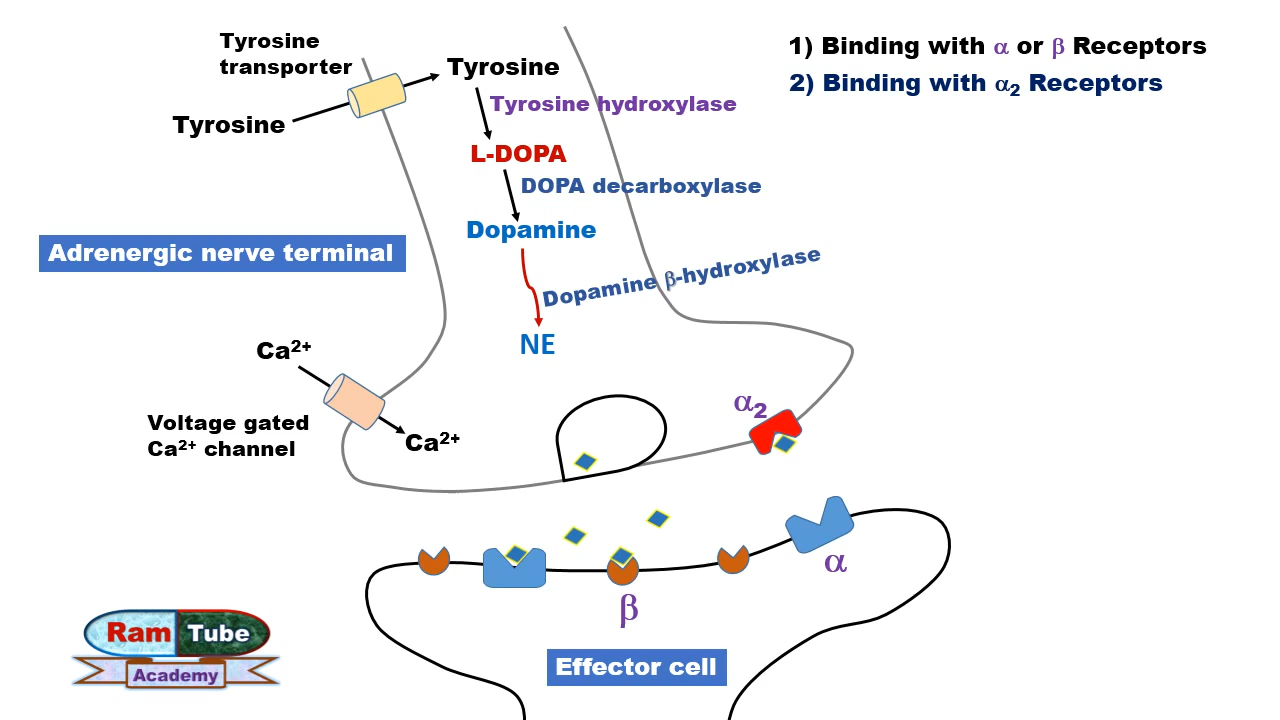 Tyrosine
transporter
Tyrosine
Tyrosine
Tyrosine hydroxylase
L-DOPA
DOPA decarboxylase
Dopamine
Dopamine β-hydroxylase
NE
1) Binding with α or β Receptors
2) Binding with α₂ Receptors
Adrenergic nerve terminal
Ca²⁺
Voltage gated
Ca²⁺ channel
Ca²⁺
α₂
α
β
Effector cell
Ram Tube
Academy